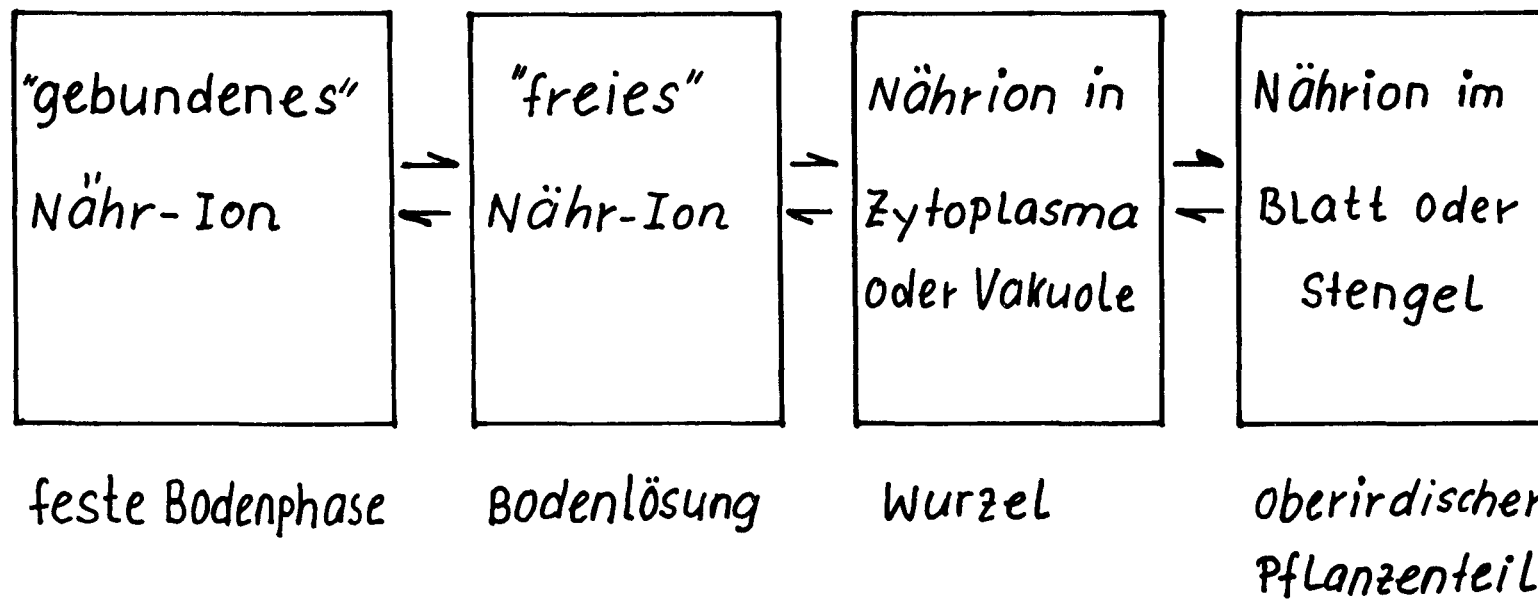 "gebundenes"
Nähr-Ion
feste Bodenphase
"freies"
Nähr-Ion
Bodenlösung
Nährion in
Zytoplasma
oder Vakuole
Wurzel
Nährion im
Blatt oder
Stengel
oberirdischer
Pflanzenteil